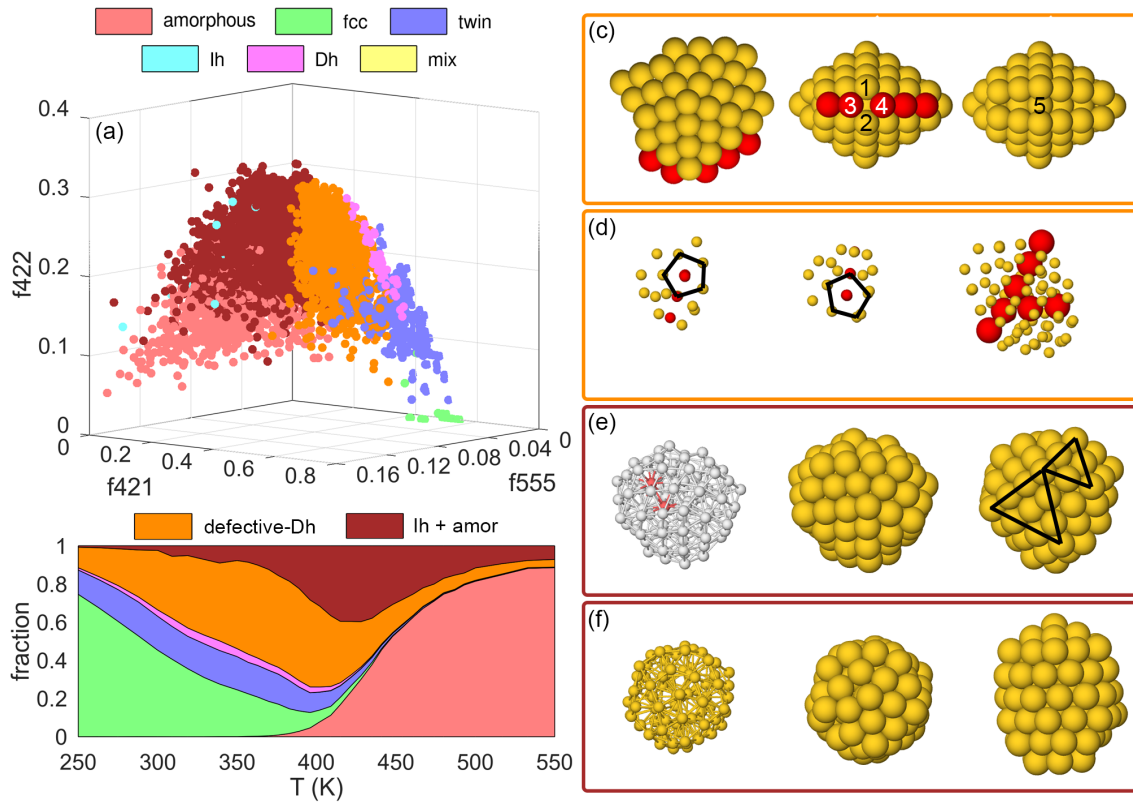 amorphous fcc twin
Ih Dh mix
(a)
0.4
0.3
0.2
0.1
0
f422
0 0.2 0.4 0.6 0.8
f421
0.16 0.12 0.08 0.04 0
f555
defective-Dh Ih + amor
1
0.8
0.6
0.4
0.2
0
fraction
250 300 350 400 450 500 550
T (K)
(c)
1
3 4
2
5
(d)
(e)
(f)